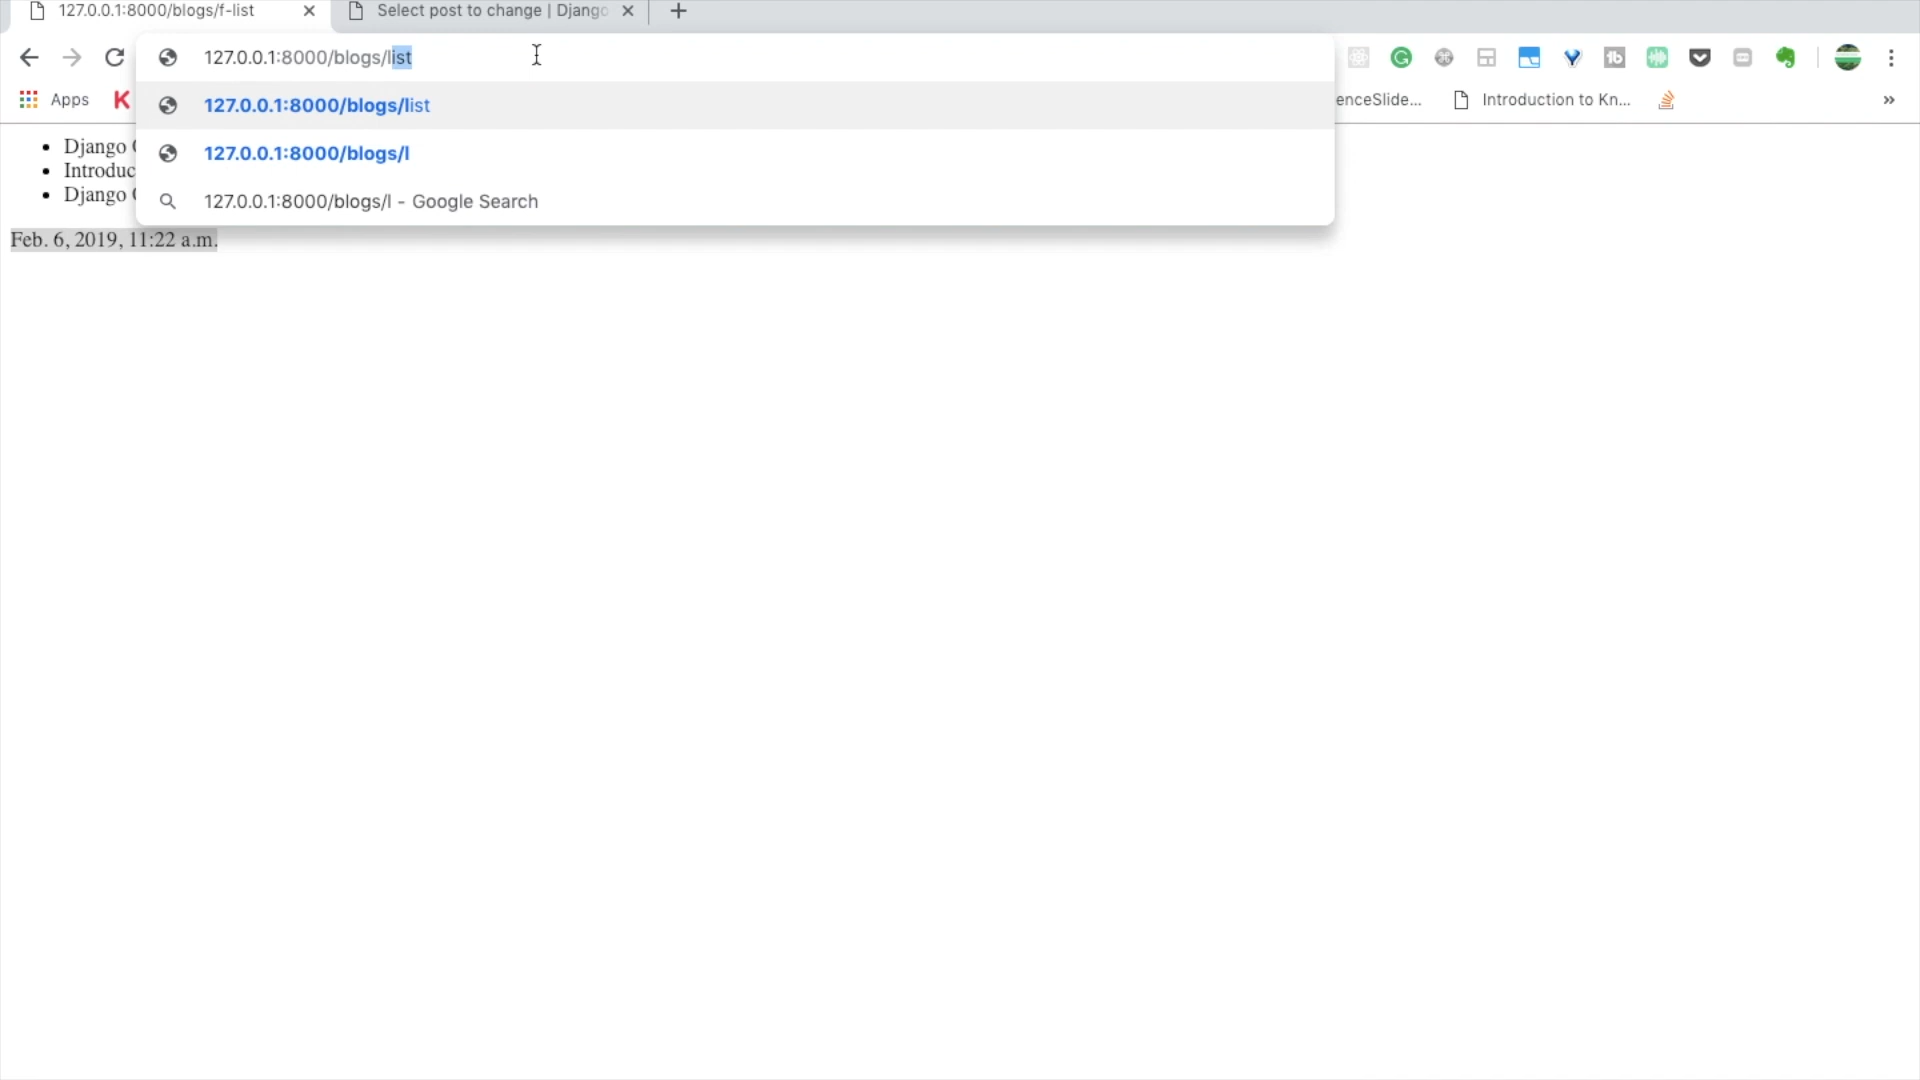 127.0.0.1:8000/blogs/f-list
Select post to change | Django
127.0.0.1:8000/blogs/list
127.0.0.1:8000/blogs/list
127.0.0.1:8000/blogs/l
127.0.0.1:8000/blogs/l - Google Search
Apps
enceSlide...
Introduction to Kn...
Django
Introduc
Django
Feb. 6, 2019, 11:22 a.m.